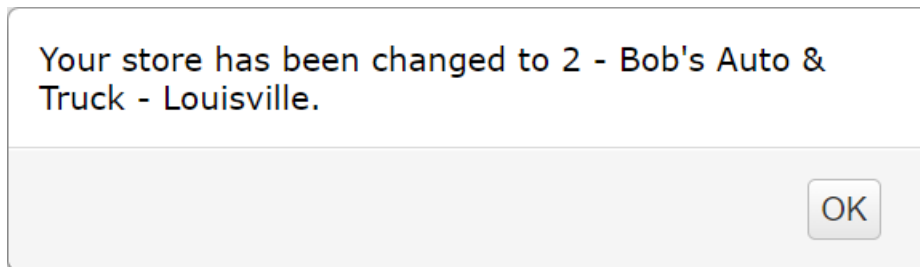 Your store has been changed to 2 - Bob's Auto &
Truck - Louisville.
OK